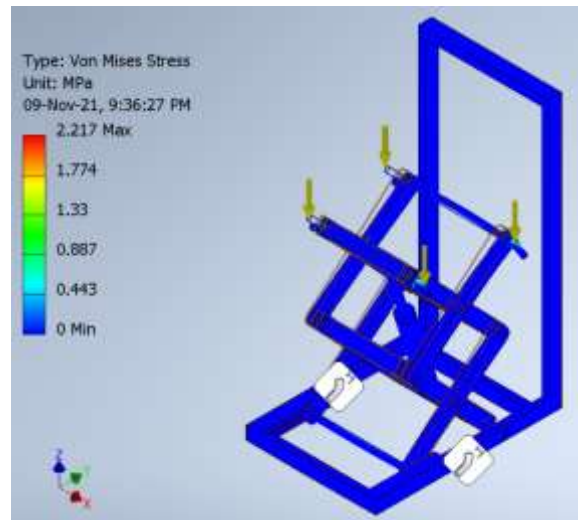 Type: Von Mises Stress
Unit: MPa
09-Nov-21, 9:36:27 PM
2.217 Max
1.774
1.33
0.887
0.443
0 Min
Z
Y
X